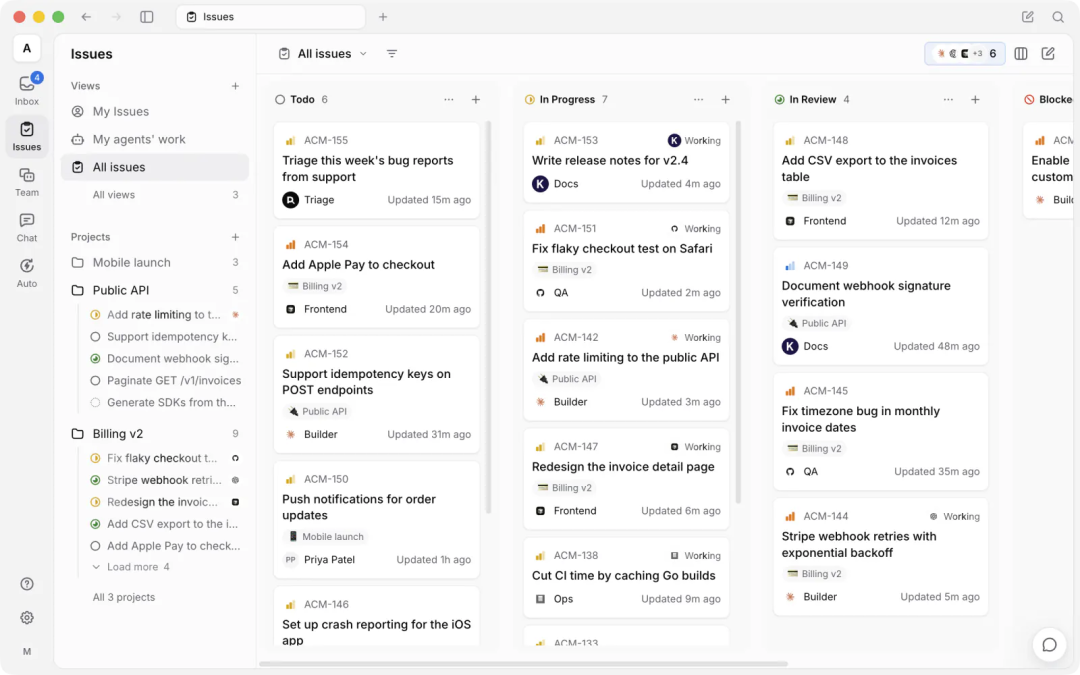 Issues
A
4
Inbox
Issues
Team
Chat
Auto
M
Issues
Views
My Issues
My agents' work
All issues
All views 3
Projects
Mobile launch 3
Public API 5
Add rate limiting to t...
Support idempotency k...
Document webhook sig...
Paginate GET /v1/invoices
Generate SDKs from th...
Billing v2 9
Fix flaky checkout t...
Stripe webhook retri...
Redesign the invoic...
Add CSV export to the i...
Add Apple Pay to check...
Load more 4
All 3 projects
All issues
+3 6
Todo 6
ACM-155
Triage this week's bug reports
from support
Triage Updated 15m ago
ACM-154
Add Apple Pay to checkout
Billing v2
Frontend Updated 20m ago
ACM-152
Support idempotency keys on
POST endpoints
Public API
Builder Updated 31m ago
ACM-150
Push notifications for order
updates
Mobile launch
PP Priya Patel Updated 1h ago
ACM-146
Set up crash reporting for the iOS
app
In Progress 7
ACM-153 K Working
Write release notes for v2.4
K Docs Updated 4m ago
ACM-151 Working
Fix flaky checkout test on Safari
Billing v2
QA Updated 2m ago
ACM-142 Working
Add rate limiting to the public API
Public API
Builder Updated 3m ago
ACM-147 Working
Redesign the invoice detail page
Billing v2
Frontend Updated 6m ago
ACM-138 Working
Cut CI time by caching Go builds
Ops Updated 9m ago
ACM-133
In Review 4
ACM-148
Add CSV export to the invoices
table
Billing v2
Frontend Updated 12m ago
ACM-149
Document webhook signature
verification
Public API
K Docs Updated 48m ago
ACM-145
Fix timezone bug in monthly
invoice dates
Billing v2
QA Updated 35m ago
ACM-144 Working
Stripe webhook retries with
exponential backoff
Billing v2
Builder Updated 5m ago
Blocke
ACM
Enable
custom
Buil